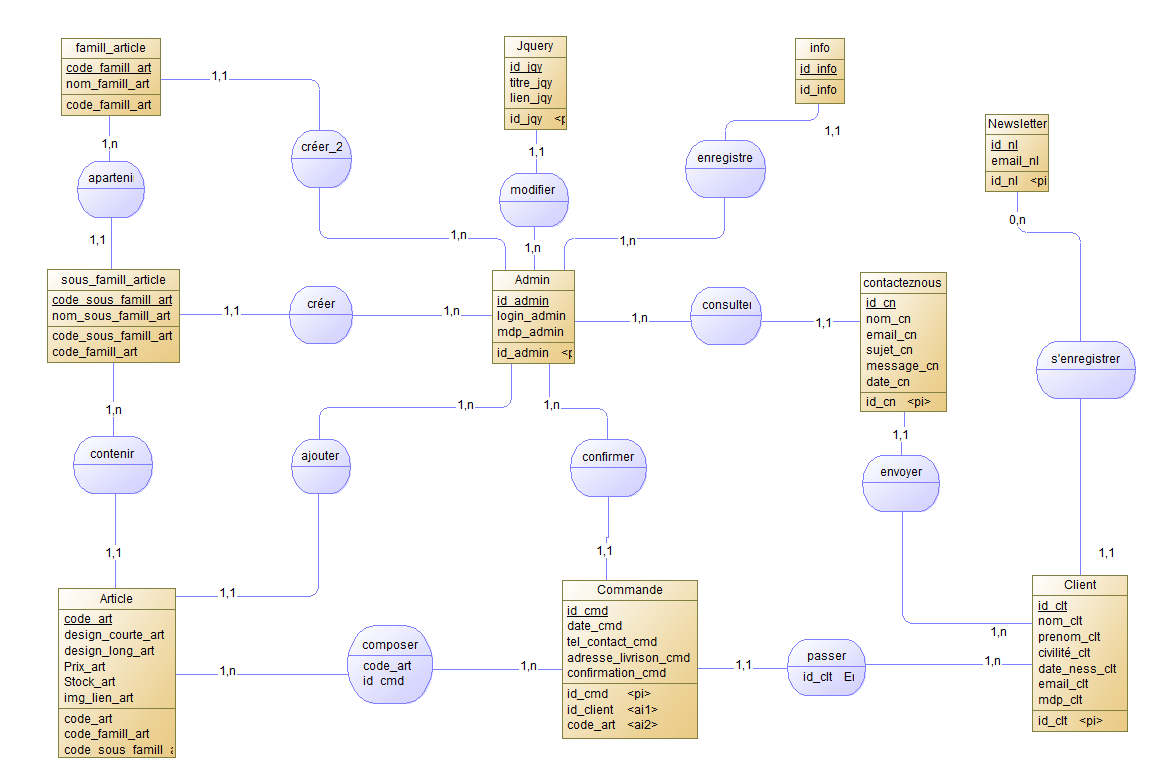 famill_article
code_famill_art
nom_famill_art
code_famill_art
1,1
créer_2
1,n
Jquery
id_jqy
titre_jqy
lien_jqy
id_jqy <p
1,1
modifier
1,n
info
id_info
id_info
1,1
enregistre
1,n
Newsletter
id_nl
email_nl
id_nl <pi
0,n
s'enregistrer
1,1
1,n
aparteni
1,1
sous_famill_article
code_sous_famill_art
nom_sous_famill_art
code_sous_famill_art
code_famill_art
1,1
créer
1,n
Admin
id_admin
login_admin
mdp_admin
id_admin <p
1,n
consulter
1,1
contacteznous
id_cn
nom_cn
email_cn
sujet_cn
message_cn
date_cn
id_cn <pi>
1,1
envoyer
1,n
1,n
contenir
1,1
1,n
ajouter
1,1
1,n
confirmer
1,1
Article
code_art
design_courte_art
design_long_art
Prix_art
Stock_art
img_lien_art
code_art
code_famill_art
code_sous_famill_a
1,n
composer
code_art
id_cmd
1,n
Commande
id_cmd
date_cmd
tel_contact_cmd
adresse_livrison_cmd
confirmation_cmd
id_cmd <pi>
id_client <ai1>
code_art <ai2>
1,1
passer
id_clt En
1,n
Client
id_clt
nom_clt
prenom_clt
civilité_clt
date_ness_clt
email_clt
mdp_clt
id_clt <pi>